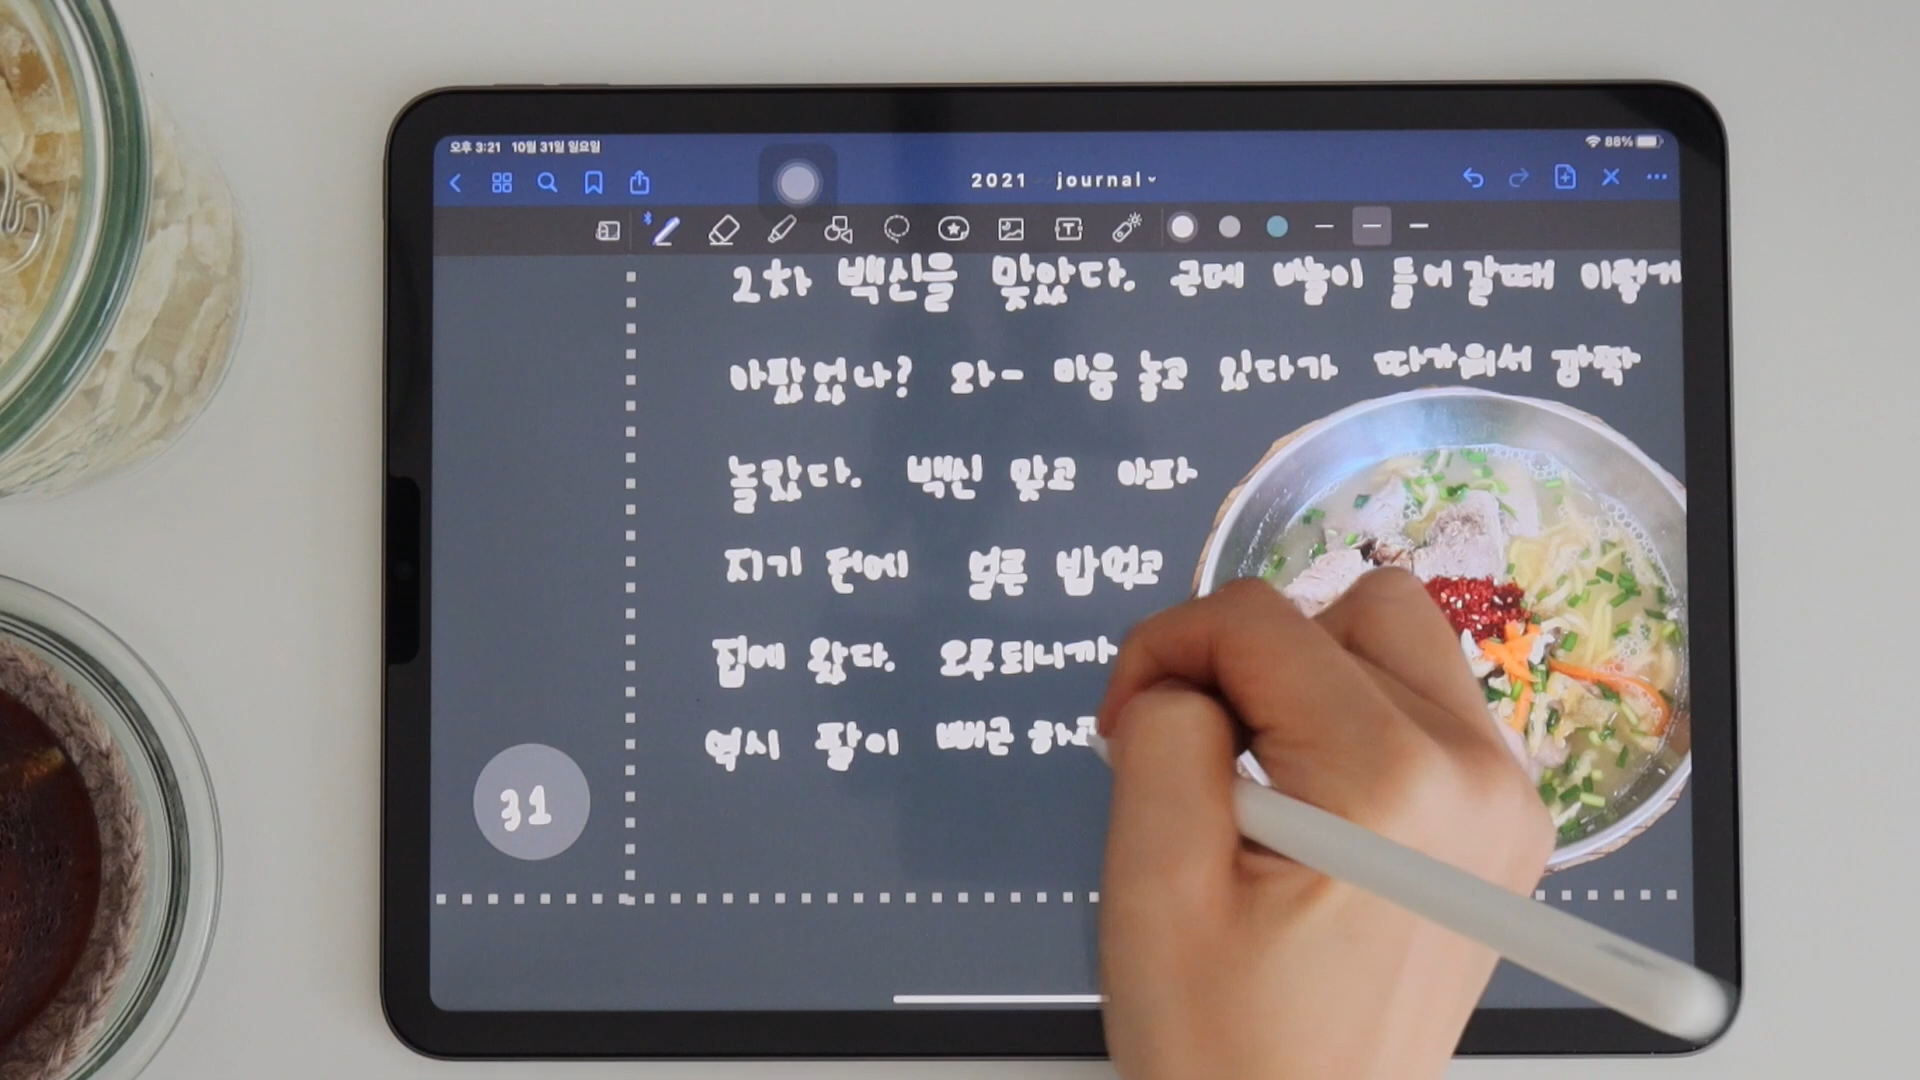 오후 3:21 10월 31일 일요일
88%
2021 journal
2차 백신을 맞았다. 근데 바늘이 들어갈때 이렇게
아팠었나? 와- 마음 놓고 있다가 따가워서 깜짝
놀랐다. 백신 맞고 아파
지기 전에 얼른 밥먹고
집에 왔다. 오후되니까
역시 팔이 뻐근하고
31